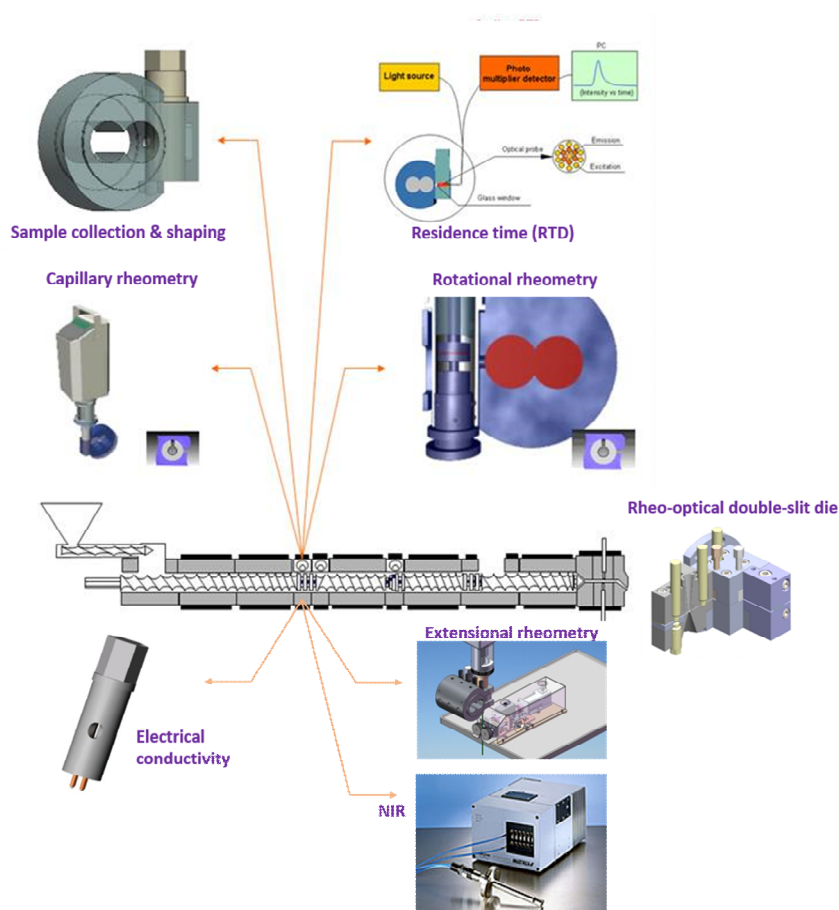 PC
Light source
Photo
multiplier detector
(Intensity vs time)
Optical probe
Emission
Excitation
Glass window
Sample collection & shaping
Residence time (RTD)
Capillary rheometry
Rotational rheometry
Rheo-optical double-slit die
Extensional rheometry
Electrical
conductivity
NIR